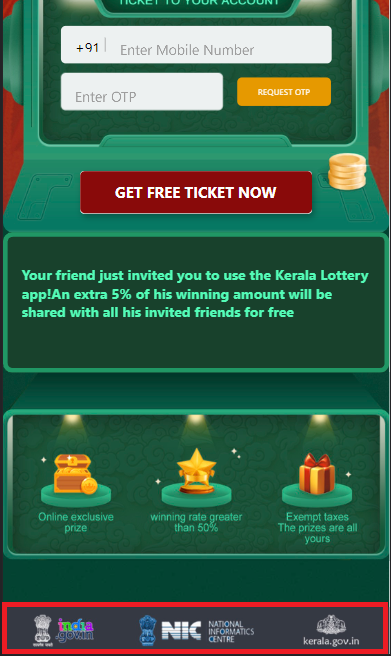 TICKET TO YOUR ACCOUNT
+91 Enter Mobile Number
Enter OTP
REQUEST OTP
GET FREE TICKET NOW
Your friend just invited you to use the Kerala Lottery
app!An extra 5% of his winning amount will be
shared with all his invited friends for free
Online exclusive
prize
winning rate greater
than 50%
Exempt taxes
The prizes are all
yours
india
.gov.in
NIC
NATIONAL
INFORMATICS
CENTRE
kerala.gov.in